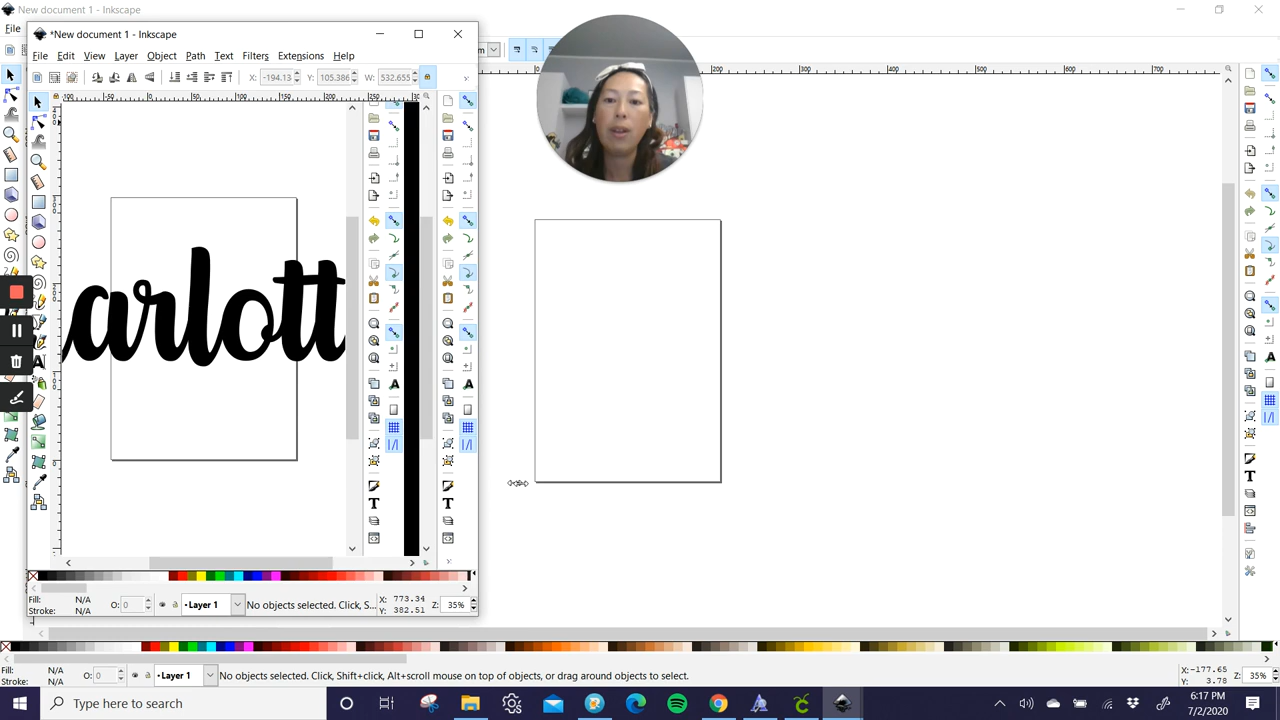 New document 1 - Inkscape
File
*New document 1 - Inkscape
File Edit View Layer Object Path Text Filters Extensions Help
X: -194.13 Y: 105.386 W: 532.655
arlott
Fill: N/A
Stroke: N/A
O: 0
Layer 1
No objects selected. Click, S...
X: 773.34
Y: 382.51
Z: 35%
Fill: N/A
Stroke: N/A
O: 0
Layer 1
No objects selected. Click, Shift+click, Alt+scroll mouse on top of objects, or drag around objects to select.
X:-177.65
Y: 3.78
Z: 35%
Type here to search
6:17 PM
7/2/2020